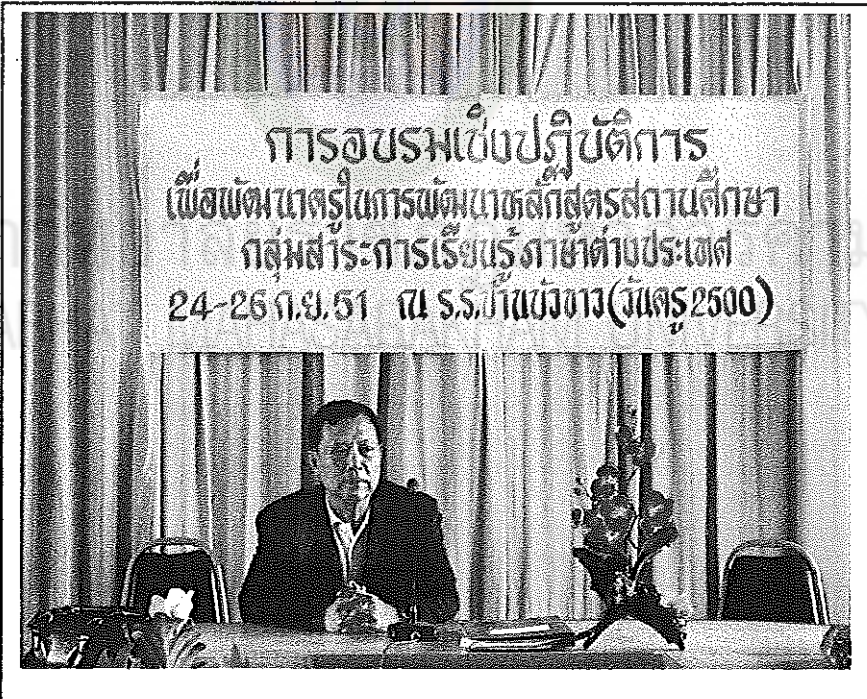 การอบรมเชิงปฏิบัติการ
เพื่อพัฒนาครูในการพัฒนาหลักสูตรสถานศึกษา
กลุ่มสาระการเรียนรู้ภาษาต่างประเทศ
24-26 ก.ย. 51 ณ ร.ร.บ้านบัวขาว(วันครู2500)